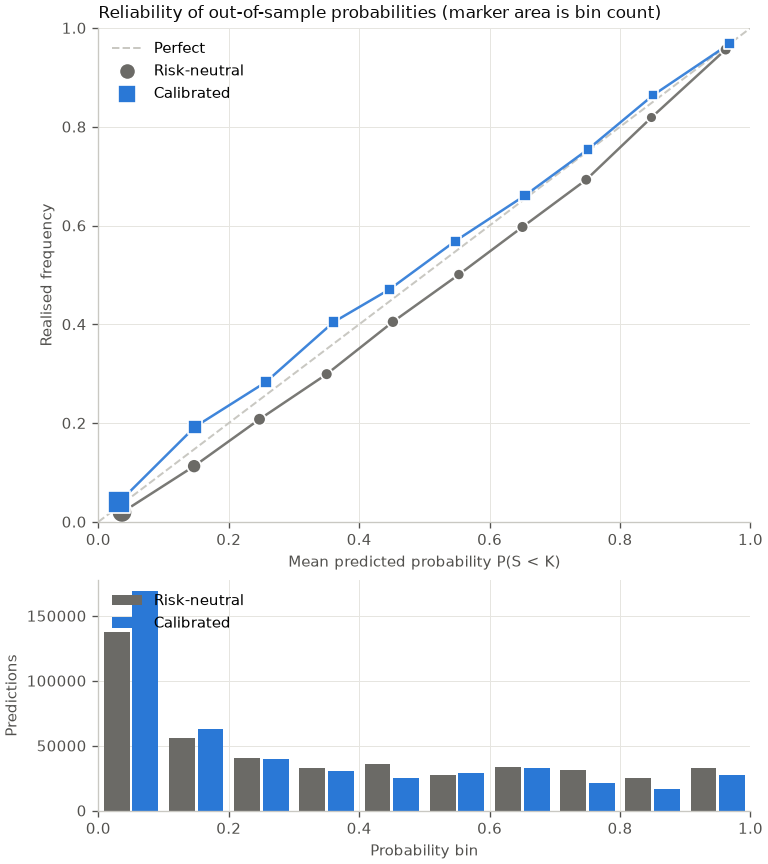 Reliability of out-of-sample probabilities (marker area is bin count)
1.0
0.8
0.6
0.4
0.2
0.0
Realised frequency
Perfect
Risk-neutral
Calibrated
0.0 0.2 0.4 0.6 0.8 1.0
Mean predicted probability P(S < K)
150000
100000
50000
0
Predictions
Risk-neutral
Calibrated
0.0 0.2 0.4 0.6 0.8 1.0
Probability bin